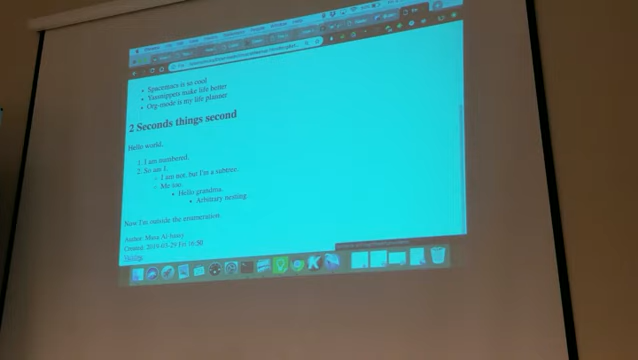 • Spacemacs is so cool
• Yasnippets make life better
• Org-mode is my life planner
2 Seconds things second
Hello world.
1. I am numbered.
2. So am I.
◦ I am not, but I'm a subtree.
◦ Me too.
▪ Hello grandma.
▪ Arbitrary nesting.
Now I'm outside the enumeration.
Author: Musa Al-
Created: 2019-03-29 Fri 16:50